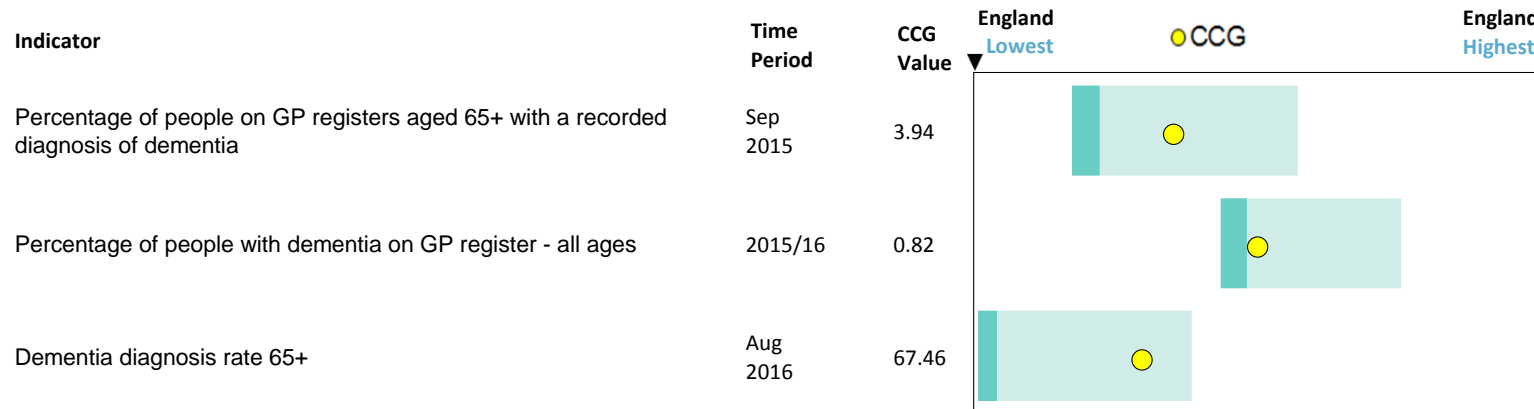 Indicator
Time
Period
CCG
Value
England
Lowest
CCG
England
Highest
Percentage of people on GP registers aged 65+ with a recorded
diagnosis of dementia
Sep
2015
3.94
Percentage of people with dementia on GP register - all ages
2015/16
0.82
Dementia diagnosis rate 65+
Aug
2016
67.46